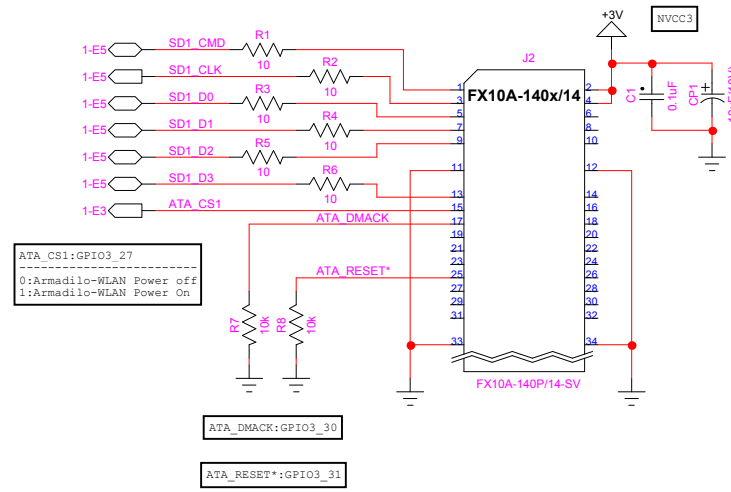 +3V
NVCC3
1-E5 SD1_CMD R1 10
1-E5 SD1_CLK R2 10
1-E5 SD1_D0 R3 10
1-E5 SD1_D1 R4 10
1-E5 SD1_D2 R5 10
1-E5 SD1_D3 R6 10
1-E3 ATA_CS1
ATA_DMACK
ATA_RESET*
J2
FX10A-140x/14
1 2
3 4
5 6
7 8
9 10
11 12
13 14
15 16
17 18
19 20
21 22
23 24
25 26
27 28
29 30
31 32
33 34
FX10A-140P/14-SV
C1 0.1uF
CP1
R7 10k
R8 10k
ATA_CS1:GPIO3_27
-------------------------
0:Armadilo-WLAN Power off
1:Armadilo-WLAN Power On
ATA_DMACK:GPIO3_30
ATA_RESET*:GPIO3_31